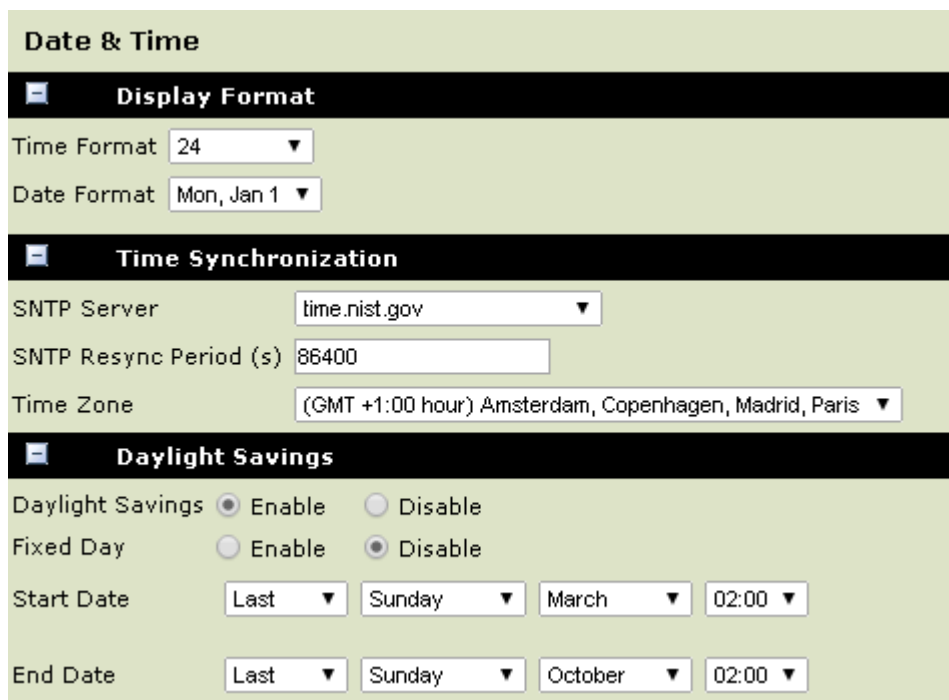 Date & Time
Display Format
Time Format 24
Date Format Mon, Jan 1
Time Synchronization
SNTP Server time.nist.gov
SNTP Resync Period (s) 86400
Time Zone (GMT +1:00 hour) Amsterdam, Copenhagen, Madrid, Paris
Daylight Savings
Daylight Savings Enable Disable
Fixed Day Enable Disable
Start Date Last Sunday March 02:00
End Date Last Sunday October 02:00